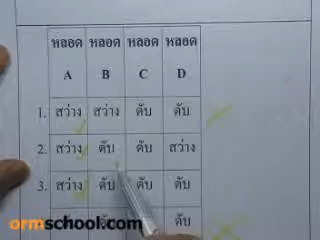 หลอด หลอด หลอด หลอด
A B C D
1. สว่าง สว่าง ดับ ดับ
2. สว่าง ดับ ดับ สว่าง
3. สว่าง ดับ ดับ ดับ
ดับ ดับ
ormschool.com